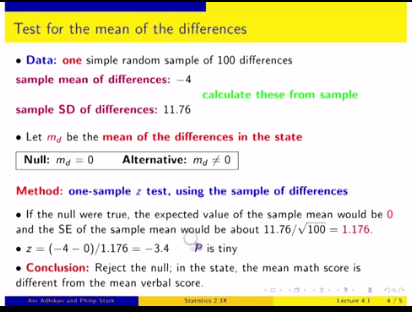 Test for the mean of the differences
• Data: one simple random sample of 100 differences
sample mean of differences: −4
calculate these from sample
sample SD of differences: 11.76
• Let m_d be the mean of the differences in the state
Null: m_d = 0 Alternative: m_d ≠ 0
Method: one-sample z test, using the sample of differences
• If the null were true, the expected value of the sample mean would be 0
and the SE of the sample mean would be about 11.76/√100 = 1.176.
• z = (−4 − 0)/1.176 = −3.4 P is tiny
• Conclusion: Reject the null; in the state, the mean math score is
different from the mean verbal score.
Ani Adhikari and Philip Stark Statistics 2.3X Lecture 4.1 4 / 5